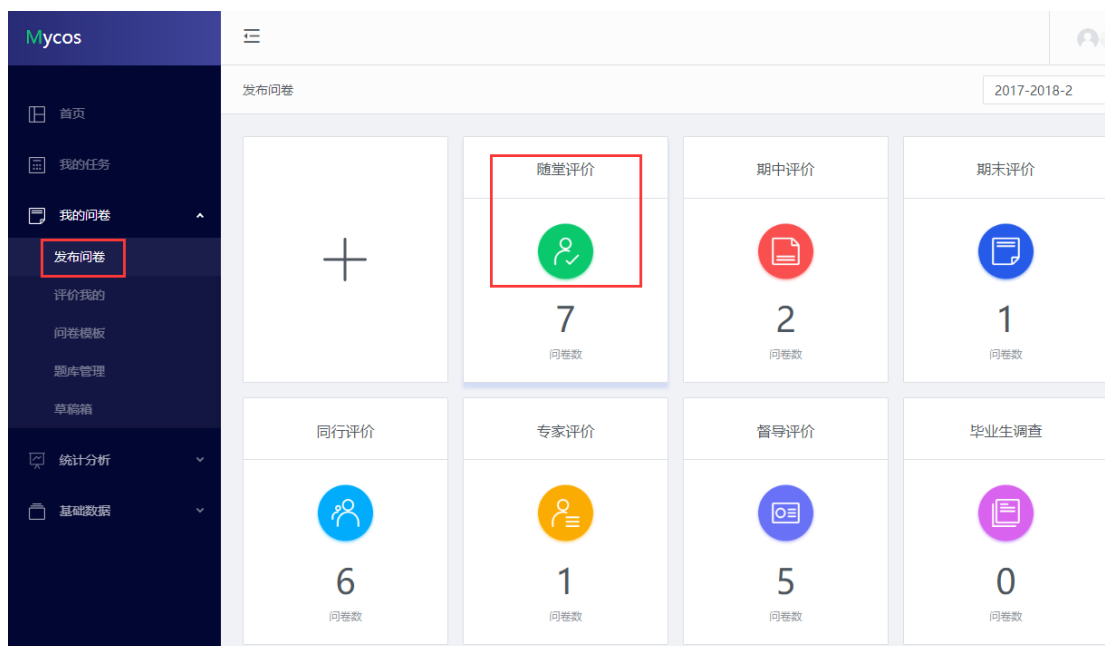 Mycos
发布问卷
2017-2018-2
首页
我的任务
我的问卷
发布问卷
评价我的
问卷模板
题库管理
草稿箱
统计分析
基础数据
随堂评价
7
问卷数
期中评价
2
问卷数
期末评价
1
问卷数
同行评价
6
问卷数
专家评价
1
问卷数
督导评价
5
问卷数
毕业生调查
0
问卷数